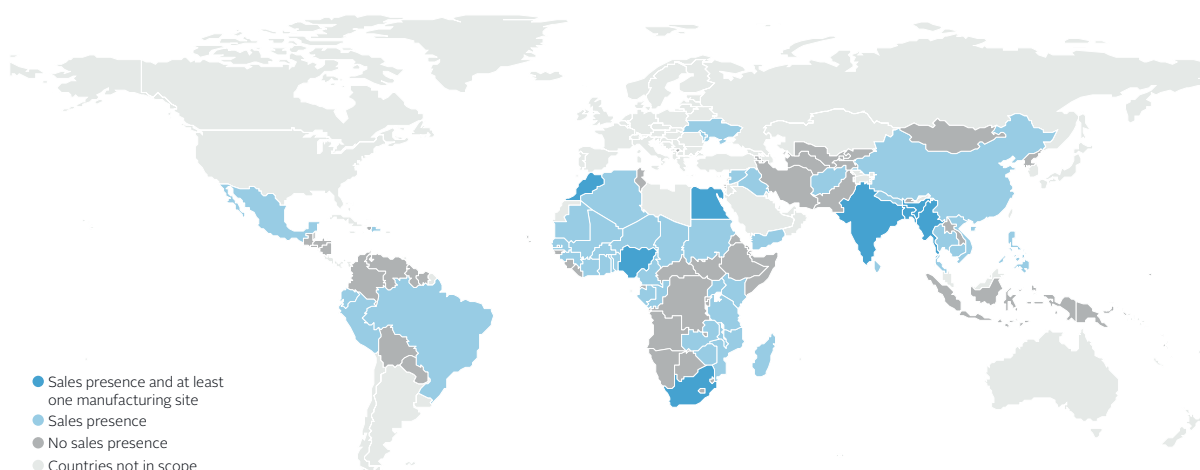 Sales presence and at least
one manufacturing site
Sales presence
No sales presence
Countries not in scope